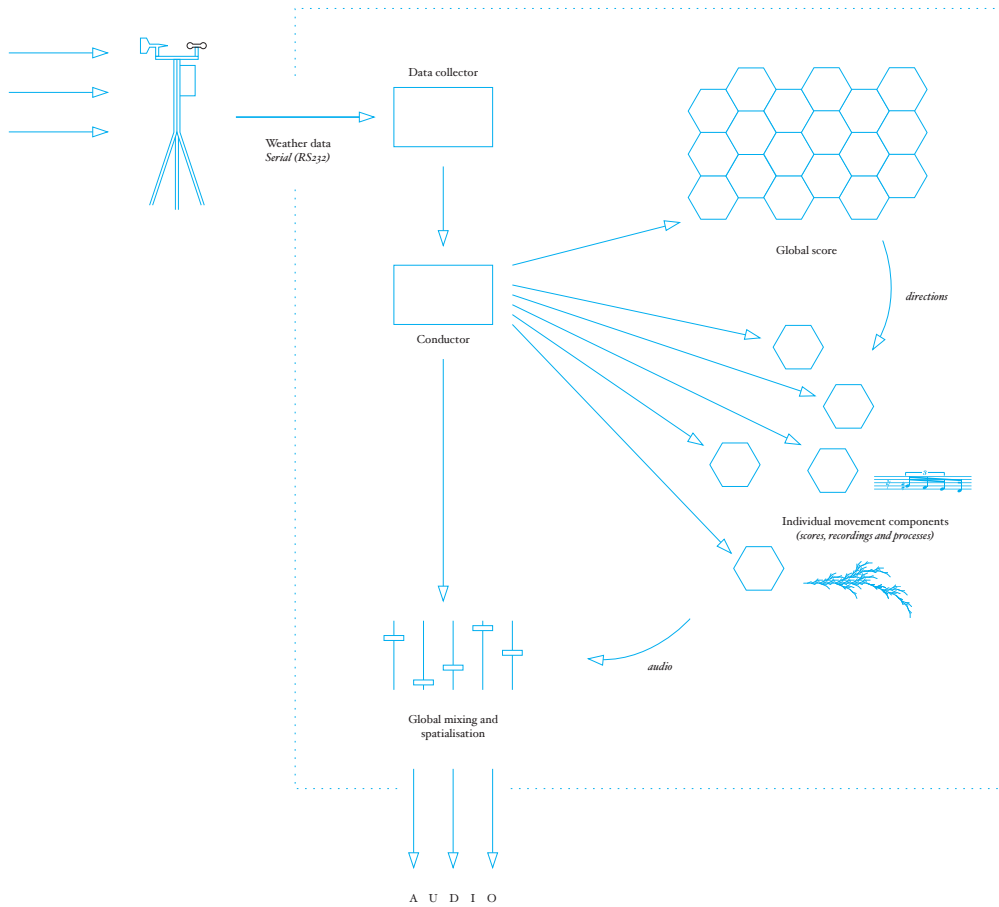 Data collector
Weather data
Serial (RS232)
Global score
directions
Conductor
3
Individual movement components
(scores, recordings and processes)
audio
Global mixing and
spatialisation
A U D I O